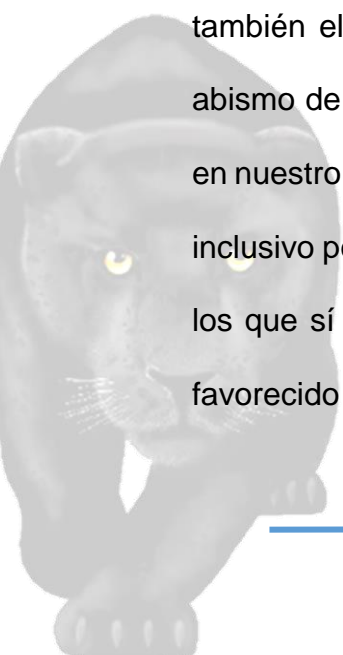 también el
abismo de
en nuestro
inclusivo
los que sí
favorecido